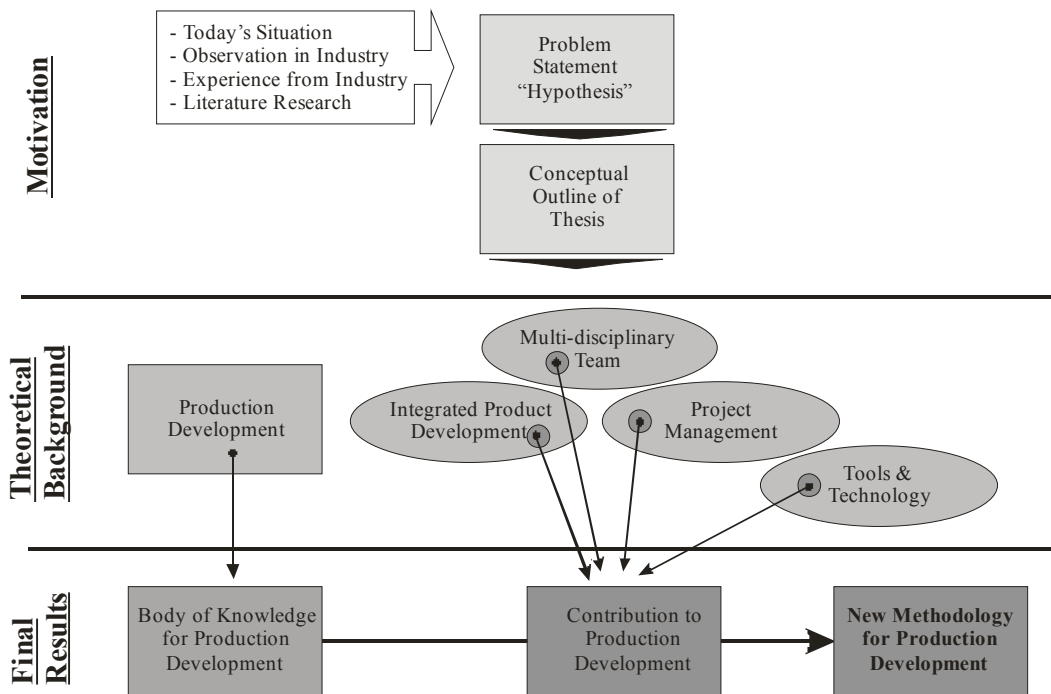 Motivation
- Today's Situation
- Observation in Industry
- Experience from Industry
- Literature Research
Problem
Statement
“Hypothesis”
Conceptual
Outline of
Thesis
Theoretical
Background
Production
Development
Multi-disciplinary
Team
Integrated Product
Development
Project
Management
Tools &
Technology
Final
Results
Body of Knowledge
for Production
Development
Contribution to
Production
Development
New Methodology
for Production
Development